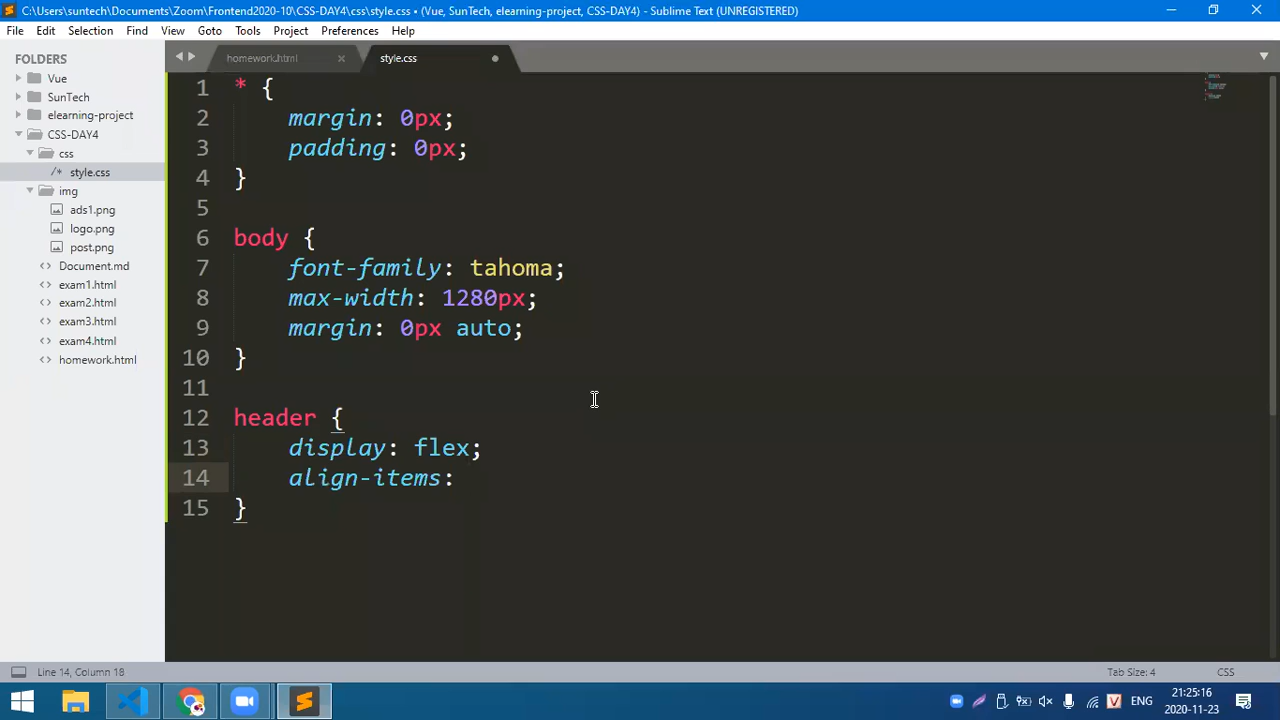 C:\Users\suntech\Documents\Zoom\Frontend2020-10\CSS-DAY4\css\style.css • (Vue, SunTech, elearning-project, CSS-DAY4) - Sublime Text (UNREGISTERED)
File Edit Selection Find View Goto Tools Project Preferences Help
FOLDERS
Vue
SunTech
elearning-project
CSS-DAY4
css
/* style.css
img
ads1.png
logo.png
post.png
<> Document.md
<> exam1.html
<> exam2.html
<> exam3.html
<> exam4.html
<> homework.html
homework.html × style.css •
1 * {
2 margin: 0px;
3 padding: 0px;
4 }
5
6 body {
7 font-family: tahoma;
8 max-width: 1280px;
9 margin: 0px auto;
10 }
11
12 header {
13 display: flex;
14 align-items:
15 }
Line 14, Column 18 Tab Size: 4 CSS
V ENG 21:25:16
2020-11-23